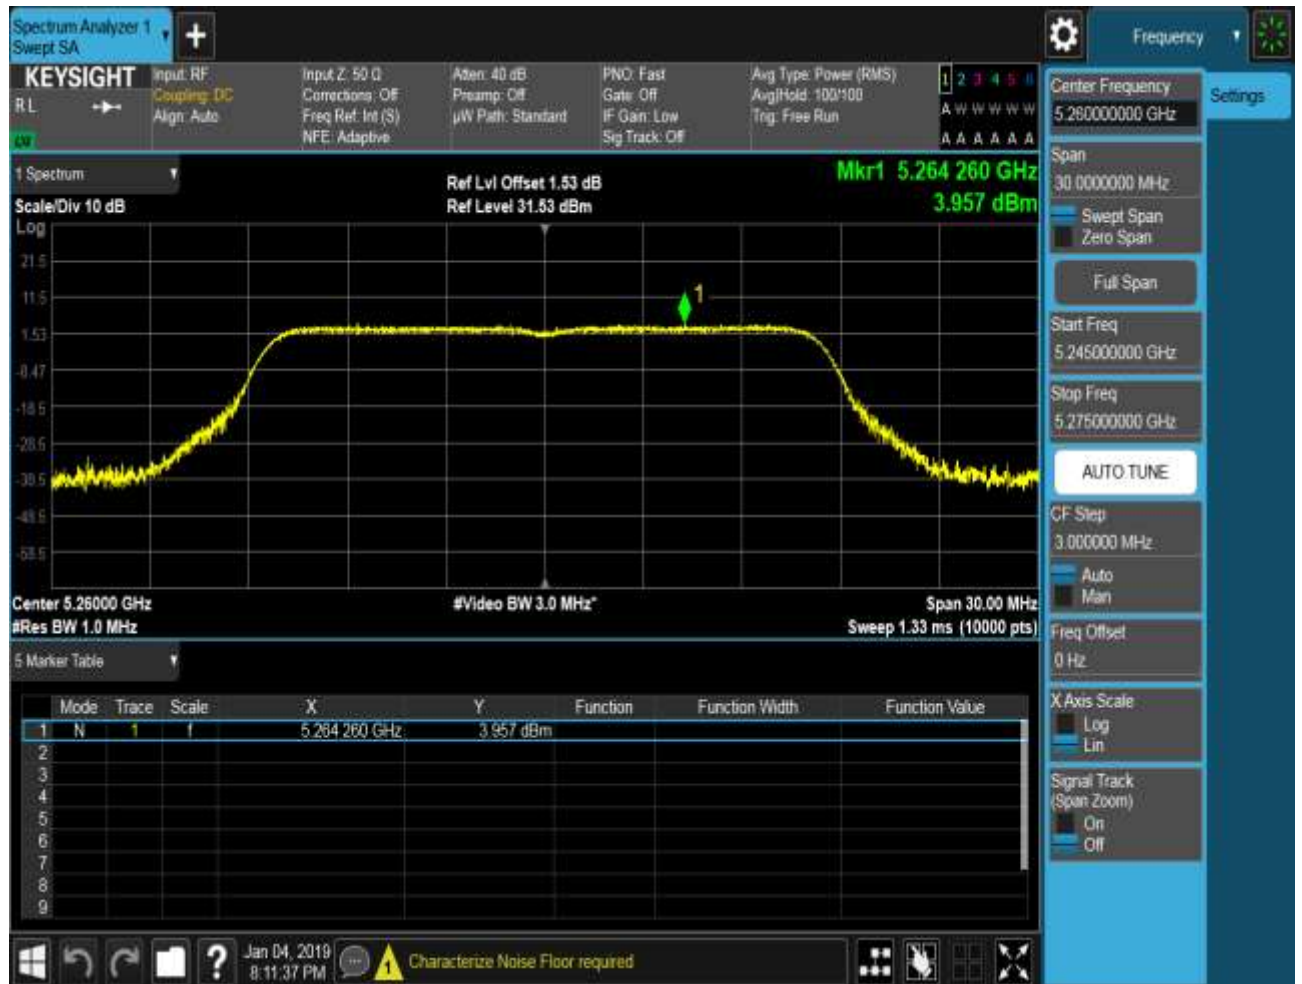 Spectrum Analyzer 1
Swept SA
+
Frequency
KEYSIGHT
RL
Input: RF
Coupling: DC
Align: Auto
Input Z: 50 Ω
Corrections: Off
Freq Ref: Int (S)
NFE: Adaptive
Atten: 40 dB
Preamp: Off
µW Path: Standard
PNO: Fast
Gate: Off
IF Gain: Low
Sig Track: Off
Avg Type: Power (RMS)
Avg|Hold: 100/100
Trig: Free Run
1 2 3 4 5 6
A W W W W W
A A A A A A
1 Spectrum
Scale/Div 10 dB
Ref Lvl Offset 1.53 dB
Ref Level 31.53 dBm
Mkr1 5.264 260 GHz
3.957 dBm
Log
21.5
11.5
1.53
-8.47
-18.5
-28.5
-38.5
-48.5
-58.5
1
Center 5.26000 GHz
#Video BW 3.0 MHz*
Span 30.00 MHz
#Res BW 1.0 MHz
Sweep 1.33 ms (10000 pts)
5 Marker Table
Mode Trace Scale X Y Function Function Width Function Value
1 N 1 f 5.264 260 GHz 3.957 dBm
2
3
4
5
6
7
8
9
Jan 04, 2019
8:11:37 PM
?
1
Characterize Noise Floor required
Settings
Center Frequency
5.260000000 GHz
Span
30.0000000 MHz
Swept Span
Zero Span
Full Span
Start Freq
5.245000000 GHz
Stop Freq
5.275000000 GHz
AUTO TUNE
CF Step
3.000000 MHz
Auto
Man
Freq Offset
0 Hz
X Axis Scale
Log
Lin
Signal Track
(Span Zoom)
On
Off